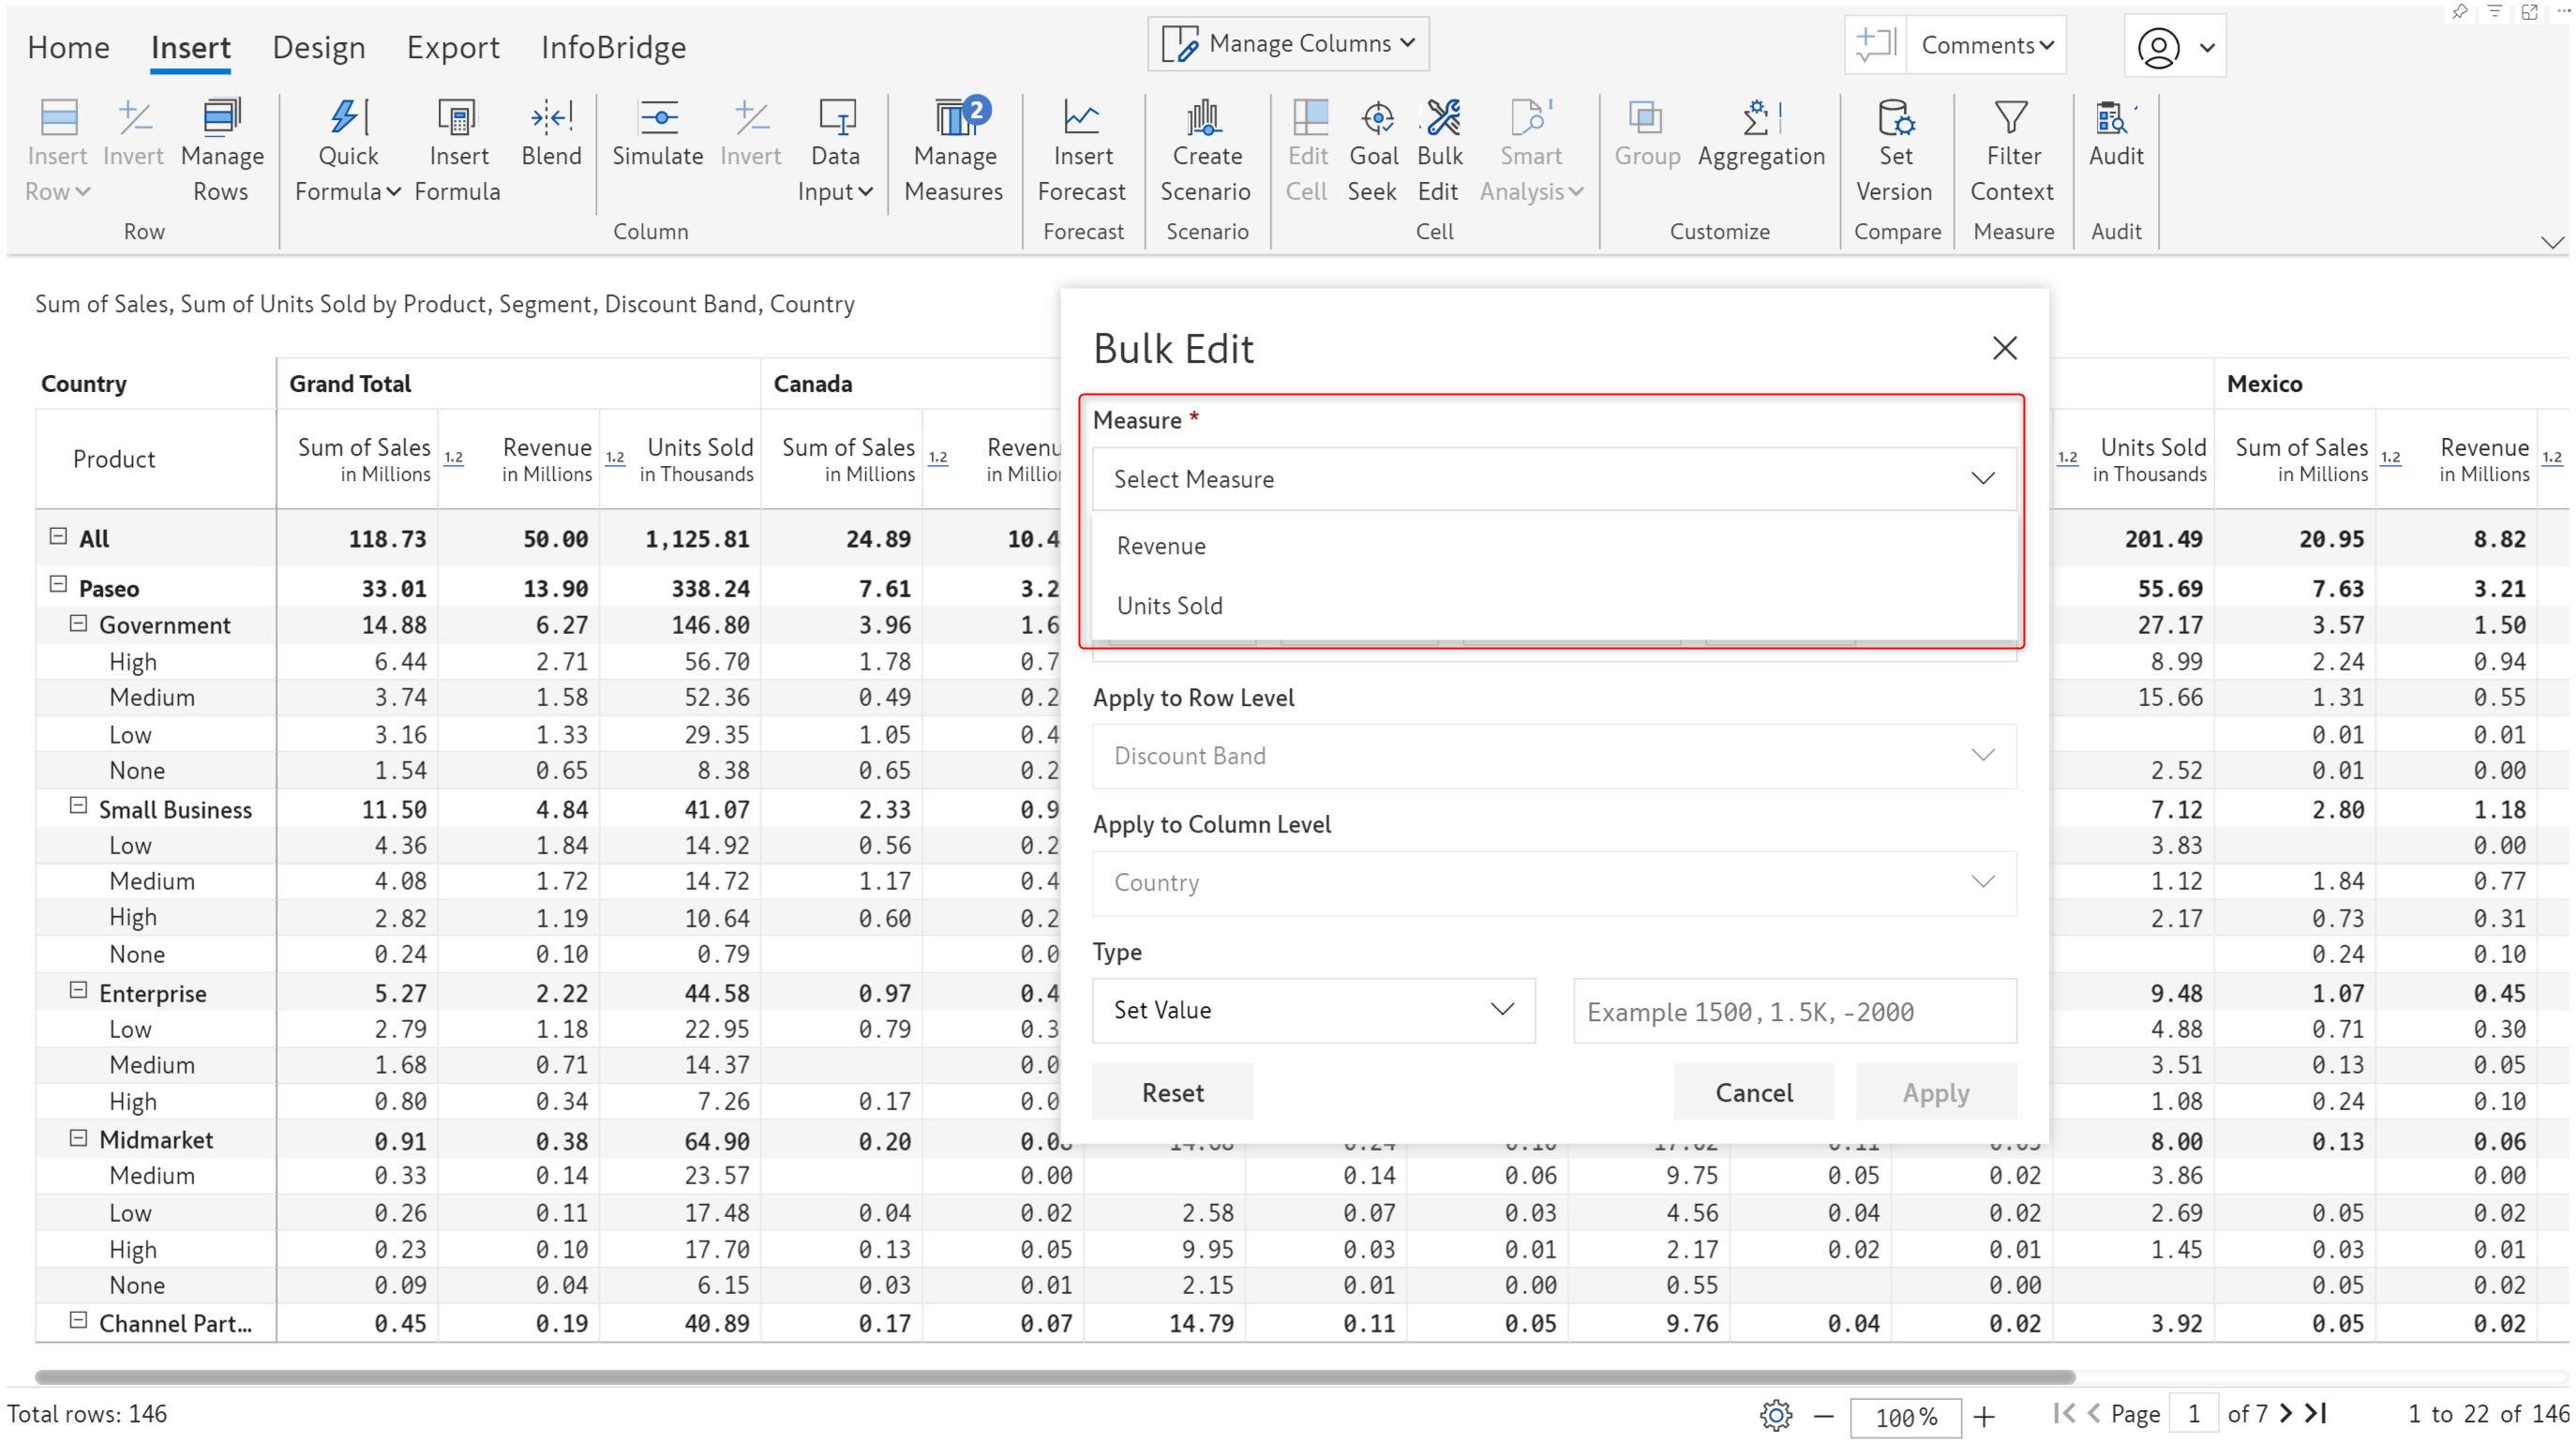 Home Insert Design Export InfoBridge Manage Columns Comments
Insert Row Invert Manage Rows Quick Formula Insert Formula Blend Simulate Invert Data Input 2 Manage Measures Insert Forecast Create Scenario Edit Cell Goal Seek Bulk Edit Smart Analysis Group Aggregation Set Version Filter Context Audit
Row Column Forecast Scenario Cell Customize Compare Measure Audit
Sum of Sales, Sum of Units Sold by Product, Segment, Discount Band, Country
Country Grand Total Canada Mexico
Product Sum of Sales in Millions 1.2 Revenue in Millions 1.2 Units Sold in Thousands Sum of Sales in Millions 1.2 1.2 Units Sold in Thousands Sum of Sales in Millions 1.2 Revenue in Millions 1.2
All 118.73 50.00 1,125.81 24.89 10.4 201.49 20.95 8.82
Paseo 33.01 13.90 338.24 7.61 3.2 55.69 7.63 3.21
Government 14.88 6.27 146.80 3.96 1.6 27.17 3.57 1.50
High 6.44 2.71 56.70 1.78 0.7 8.99 2.24 0.94
Medium 3.74 1.58 52.36 0.49 0.2 15.66 1.31 0.55
Low 3.16 1.33 29.35 1.05 0.4 0.01 0.01
None 1.54 0.65 8.38 0.65 0.2 2.52 0.01 0.00
Small Business 11.50 4.84 41.07 2.33 0.9 7.12 2.80 1.18
Low 4.36 1.84 14.92 0.56 0.2 3.83 0.00
Medium 4.08 1.72 14.72 1.17 0.4 1.12 1.84 0.77
High 2.82 1.19 10.64 0.60 0.2 2.17 0.73 0.31
None 0.24 0.10 0.79 0.0 0.24 0.10
Enterprise 5.27 2.22 44.58 0.97 0.4 9.48 1.07 0.45
Low 2.79 1.18 22.95 0.79 0.3 4.88 0.71 0.30
Medium 1.68 0.71 14.37 0.0 3.51 0.13 0.05
High 0.80 0.34 7.26 0.17 0.0 1.08 0.24 0.10
Midmarket 0.91 0.38 64.90 0.20 8.00 0.13 0.06
Medium 0.33 0.14 23.57 0.00 0.14 0.06 9.75 0.05 0.02 3.86 0.00
Low 0.26 0.11 17.48 0.04 0.02 2.58 0.07 0.03 4.56 0.04 0.02 2.69 0.05 0.02
High 0.23 0.10 17.70 0.13 0.05 9.95 0.03 0.01 2.17 0.02 0.01 1.45 0.03 0.01
None 0.09 0.04 6.15 0.03 0.01 2.15 0.01 0.00 0.55 0.00 0.05 0.02
Channel Part... 0.45 0.19 40.89 0.17 0.07 14.79 0.11 0.05 9.76 0.04 0.02 3.92 0.05 0.02
Bulk Edit
Measure *
Select Measure
Revenue
Units Sold
Apply to Row Level
Discount Band
Apply to Column Level
Country
Type
Set Value Example 1500, 1.5K, -2000
Reset Cancel Apply
Total rows: 146 100% Page 1 of 7 1 to 22 of 146